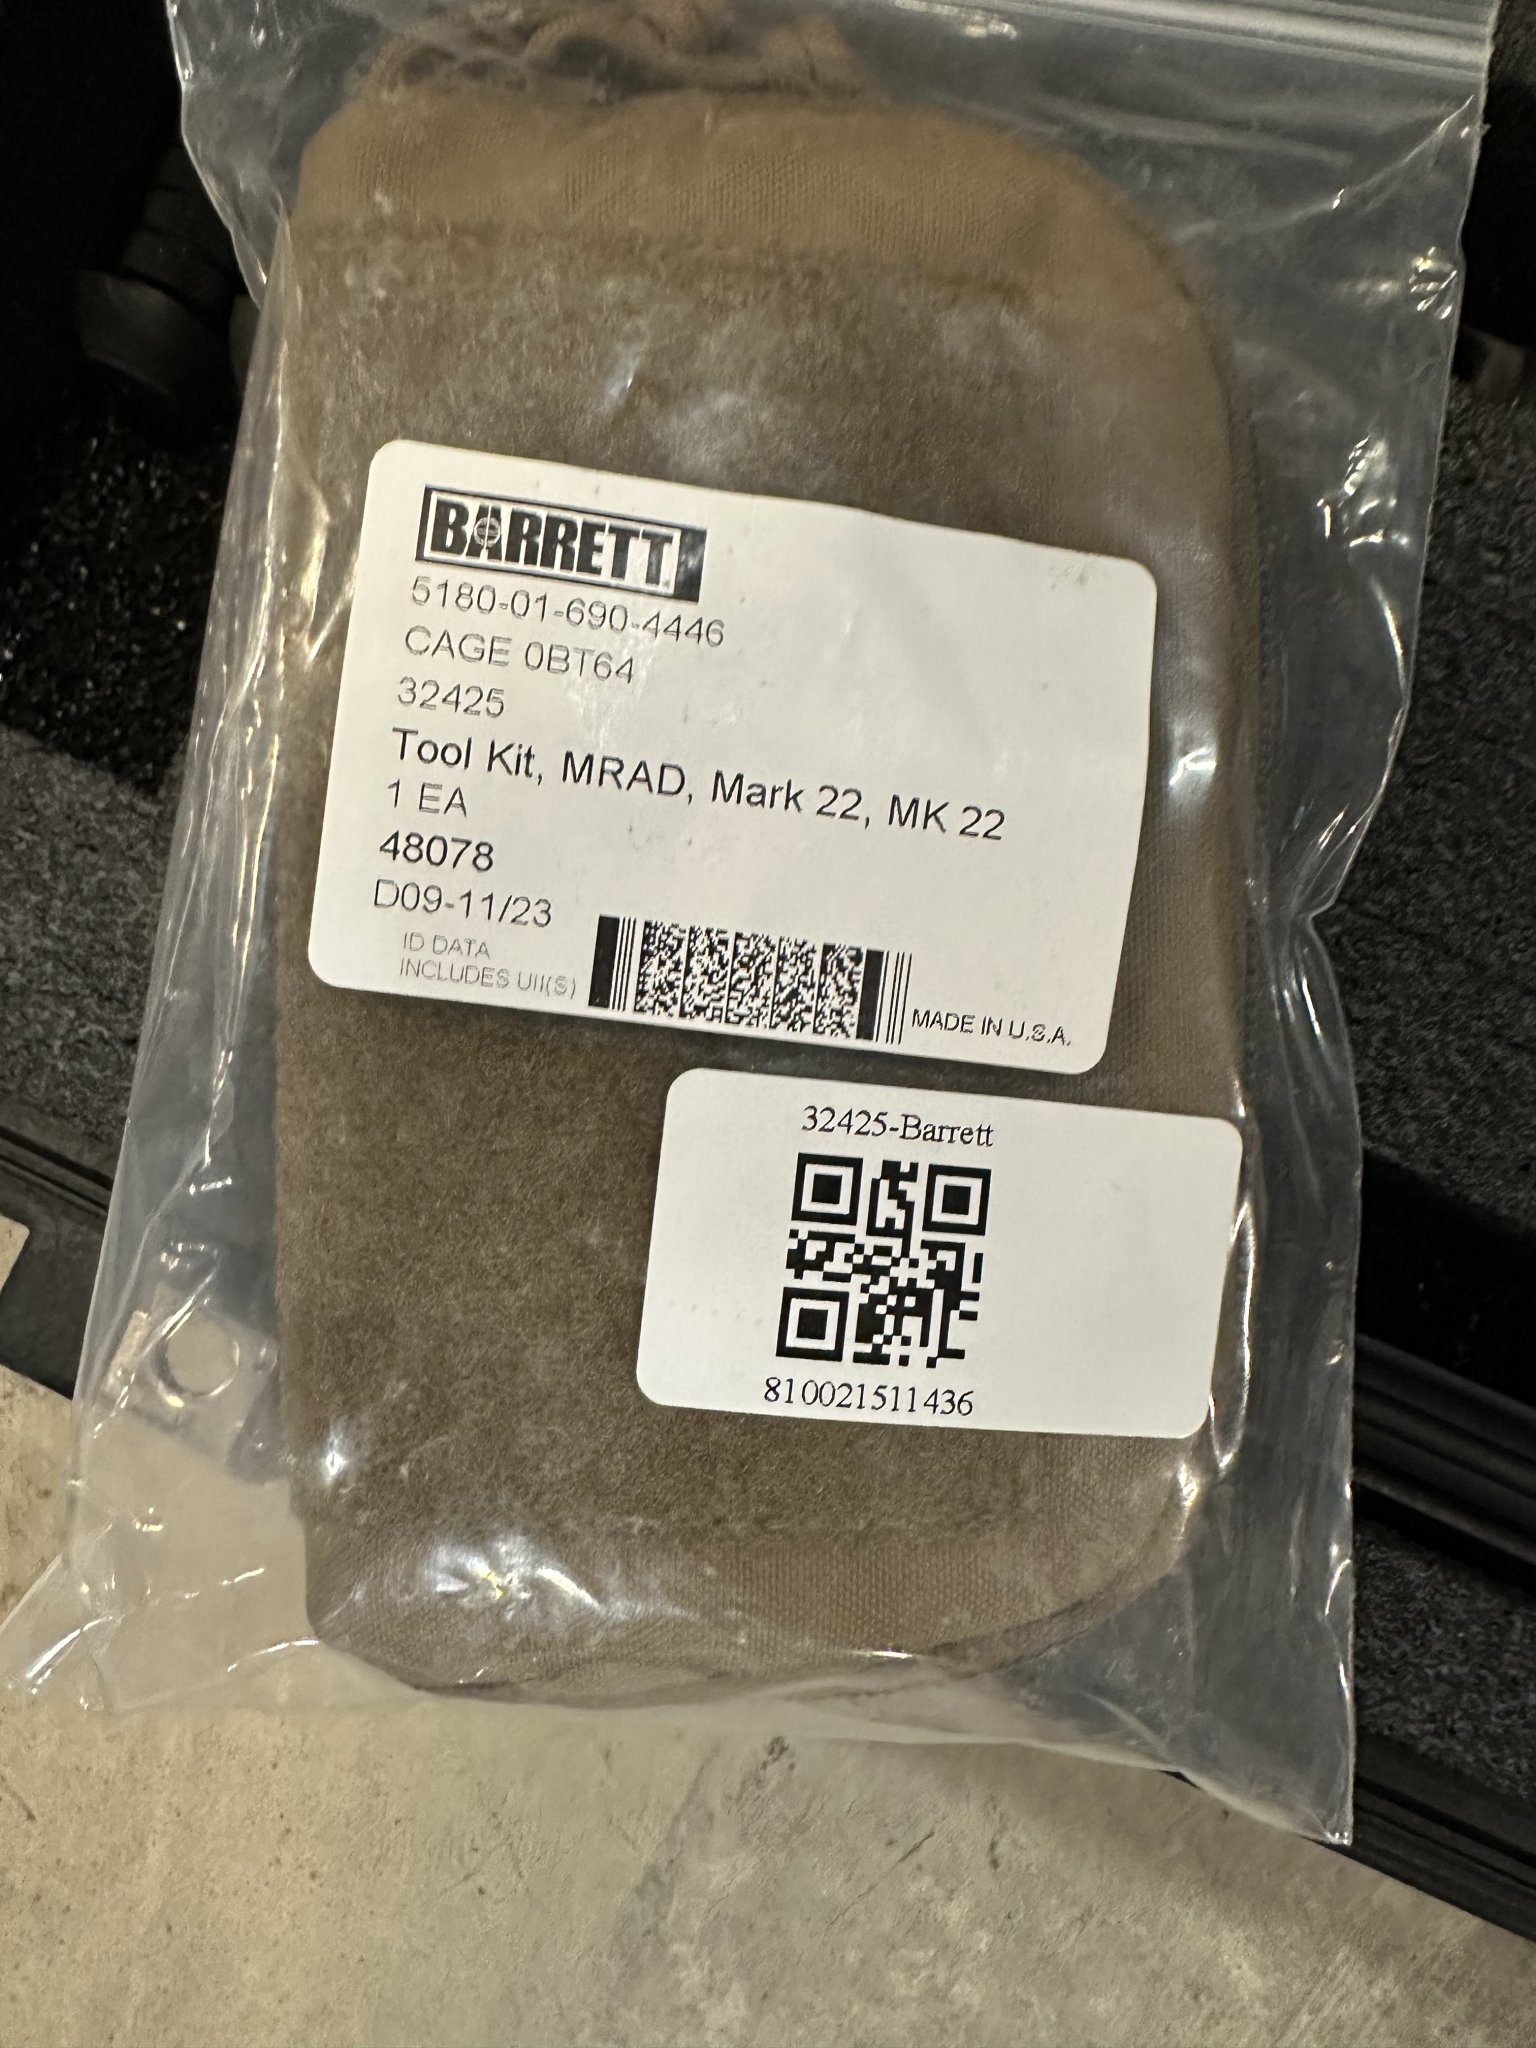 BARRETT
5180-01-690-4446
CAGE 0BT64
32425
Tool Kit, MRAD, Mark 22, MK 22
1 EA
48078
D09-11/23
ID DATA
INCLUDES UII(S)
MADE IN U.S.A.
32425-Barrett
810021511436